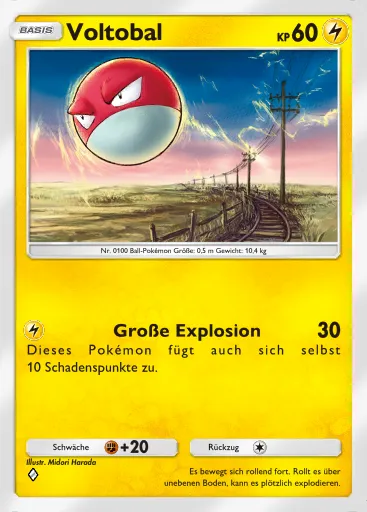 BASIS Voltobal KP 60
Nr. 0100 Ball-Pokémon Größe: 0,5 m Gewicht: 10,4 kg
Große Explosion 30
Dieses Pokémon fügt auch sich selbst
10 Schadenspunkte zu.
Schwäche +20 Rückzug
Illustr. Midori Harada
Es bewegt sich rollend fort. Rollt es über
unebenen Boden, kann es plötzlich explodieren.